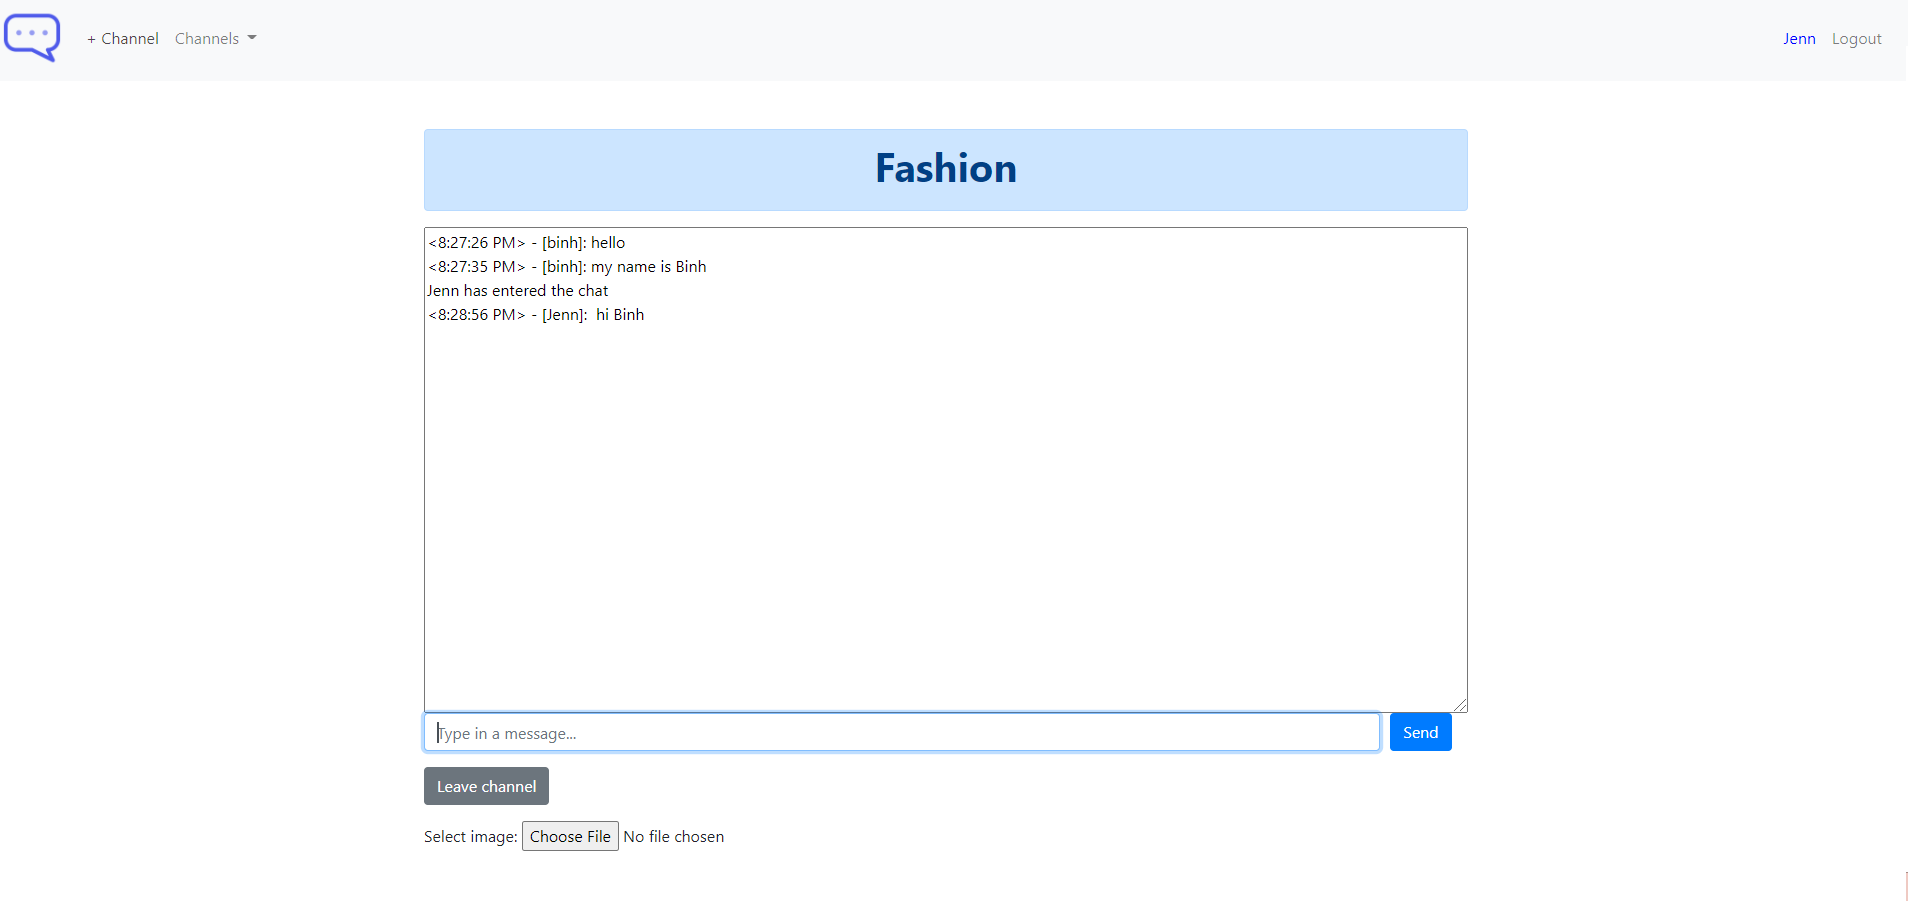 + Channel Channels Jenn Logout
Fashion
<8:27:26 PM> - [binh]: hello
<8:27:35 PM> - [binh]: my name is Binh
Jenn has entered the chat
<8:28:56 PM> - [Jenn]:  hi Binh
Type in a message... Send
Leave channel
Select image: Choose File No file chosen